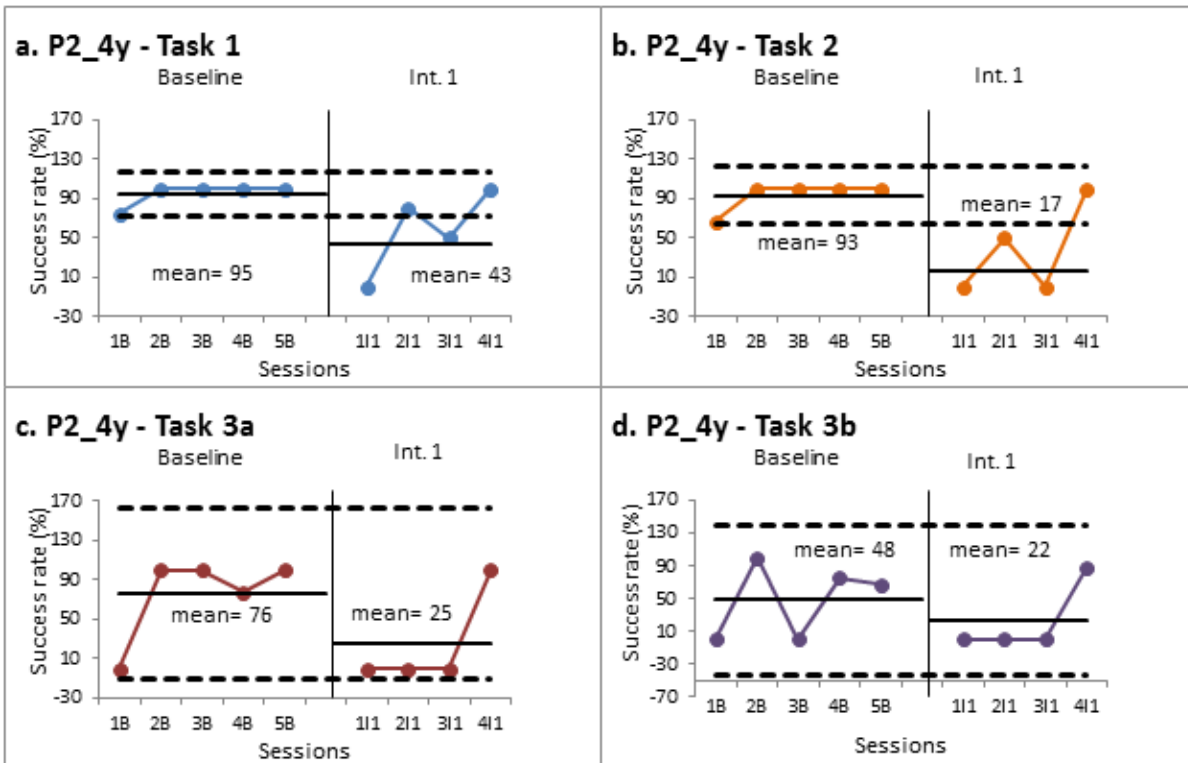 a. P2_4y - Task 1
Baseline
Int. 1
Success rate (%)
170
130
90
50
10
-30
mean= 95
mean= 43
1B 2B 3B 4B 5B 1I1 2I1 3I1 4I1
Sessions
b. P2_4y - Task 2
Baseline
Int. 1
Success rate (%)
170
130
90
50
10
-30
mean= 93
mean= 17
1B 2B 3B 4B 5B 1I1 2I1 3I1 4I1
Sessions
c. P2_4y - Task 3a
Baseline
Int. 1
Success rate (%)
170
130
90
50
10
-30
mean= 76
mean= 25
1B 2B 3B 4B 5B 1I1 2I1 3I1 4I1
Sessions
d. P2_4y - Task 3b
Baseline
Int. 1
Success rate (%)
170
130
90
50
10
-30
-70
mean= 48
mean= 22
1B 2B 3B 4B 5B 1I1 2I1 3I1 4I1
Sessions